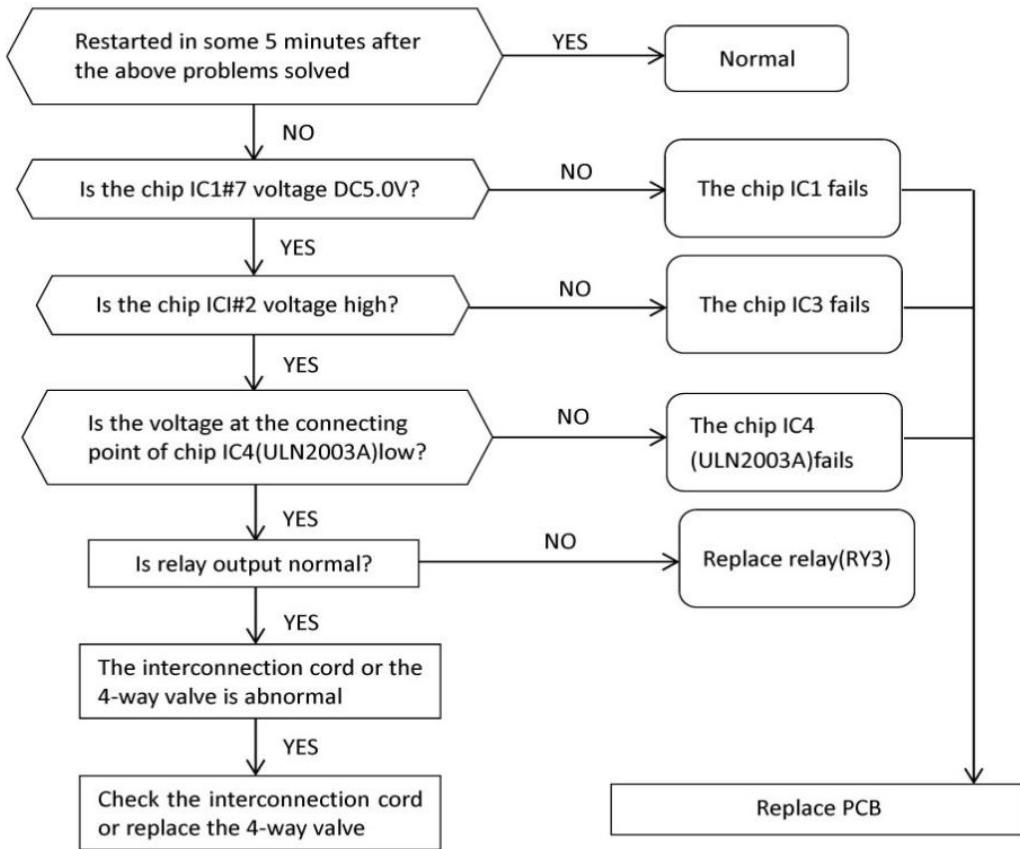 Restarted in some 5 minutes after
the above problems solved
YES
Normal
NO
Is the chip IC1#7 voltage DC5.0V?
NO
The chip IC1 fails
YES
Is the chip ICI#2 voltage high?
NO
The chip IC3 fails
YES
Is the voltage at the connecting
point of chip IC4(ULN2003A)low?
NO
The chip IC4
(ULN2003A)fails
YES
Is relay output normal?
NO
Replace relay(RY3)
YES
The interconnection cord or the
4-way valve is abnormal
YES
Check the interconnection cord
or replace the 4-way valve
Replace PCB